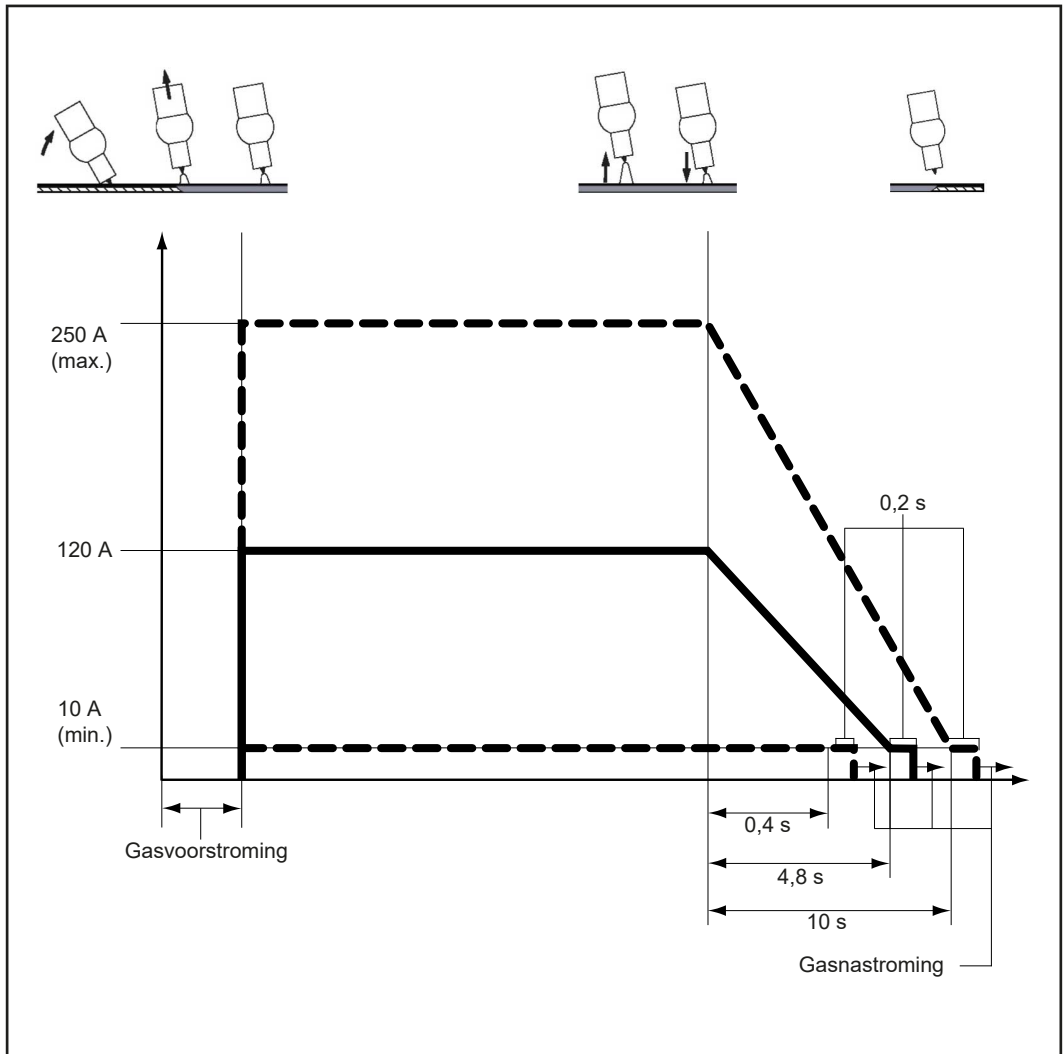 250 A
(max.)
0,2 s
120 A
10 A
(min.)
0,4 s
Gasvoorstroming
4,8 s
10 s
Gasnastroming